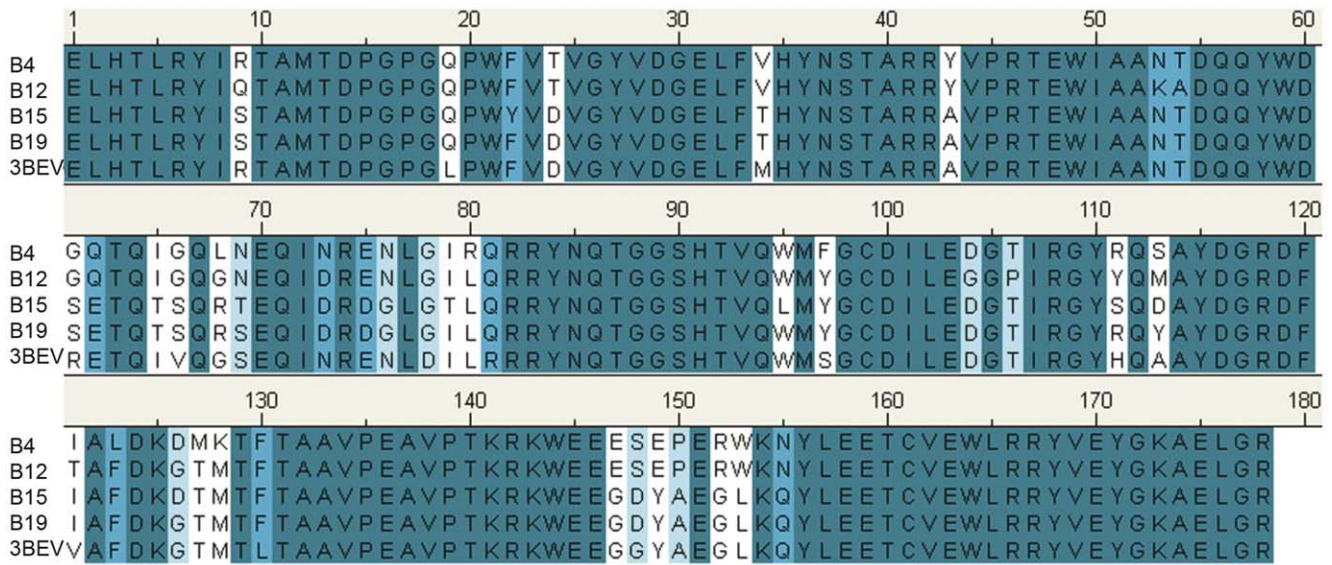 1 10 20 30 40 50 60
B4 ELHTLRYIRTAMTDPGPGQPWFVTVGYVDGELFVHYNSTARRYVPRTEWIAANTDQQYWD
B12 ELHTLRYIQTAMTDPGPGQPWFVTVGYVDGELFVHYNSTARRYVPRTEWIAAKADQQYWD
B15 ELHTLRYISTAMTDPGPGQPWYVDVGYVDGELFTHYNSTARRAVPRTEWIAANTDQQYWD
B19 ELHTLRYISTAMTDPGPGQPWFVDVGYVDGELFTHYNSTARRAVPRTEWIAANTDQQYWD
3BEV ELHTLRYIRTAMTDPGPGLPWFVDVGYVDGELFMHYNSTARRAVPRTEWIAANTDQQYWD
70 80 90 100 110 120
B4 GQTQIGQLNEQINRENLGIRQRRYNQTGGSHTVQWMFGCDILEDGTIRGYRQSAYDGRDF
B12 GQTQIGQGNEQIDRENLGILQRRYNQTGGSHTVQWMYGCDILEGGPIRGYYQMAYDGRDF
B15 SETQTSQRTEQIDRDGLGTLQRRYNQTGGSHTVQLMYGCDILEDGTIRGYSQDAYDGRDF
B19 SETQTSQRSEQIDRDGLGILQRRYNQTGGSHTVQWMYGCDILEDGTIRGYRQYAYDGRDF
3BEV RETQIVQGSEQINRENLDILRRRYNQTGGSHTVQWMSGCDILEDGTIRGYHQAAYDGRDF
130 140 150 160 170 180
B4 IALDKDMKTFTAAVPEAVPTKRKWEEESEPERWKNYLEETCVEWLRRYVEYGKAELGR
B12 TAFDKGTMTFTAAVPEAVPTKRKWEEESEPERWKNYLEETCVEWLRRYVEYGKAELGR
B15 IAFDKDTMTFTAAVPEAVPTKRKWEEGDYAEGLKQYLEETCVEWLRRYVEYGKAELGR
B19 IAFDKGTMTFTAAVPEAVPTKRKWEEGDYAEGLKQYLEETCVEWLRRYVEYGKAELGR
3BEV VAFDKGTMTLTAAVPEAVPTKRKWEEGGYAEGLKQYLEETCVEWLRRYVEYGKAELGR